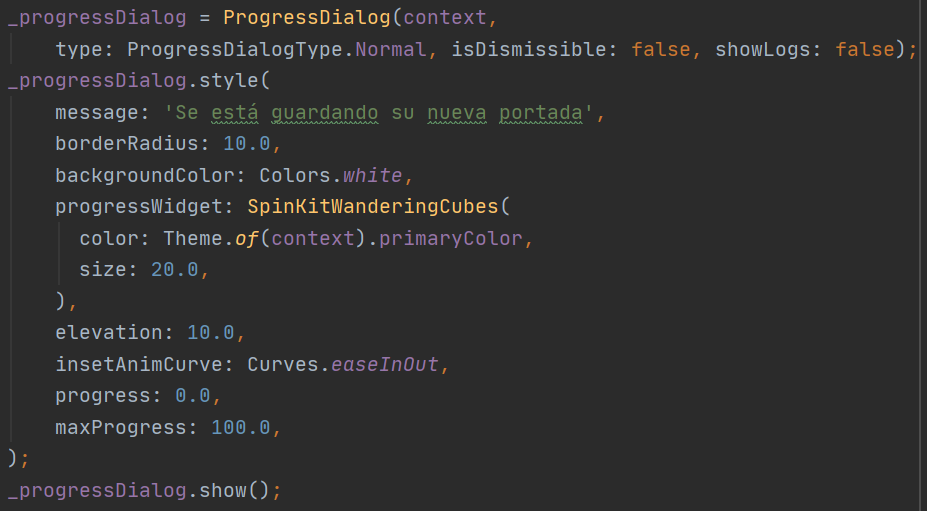 _progressDialog = ProgressDialog(context,
    type: ProgressDialogType.Normal, isDismissible: false, showLogs: false);
_progressDialog.style(
    message: 'Se está guardando su nueva portada',
    borderRadius: 10.0,
    backgroundColor: Colors.white,
    progressWidget: SpinKitWanderingCubes(
      color: Theme.of(context).primaryColor,
      size: 20.0,
    ),
    elevation: 10.0,
    insetAnimCurve: Curves.easeInOut,
    progress: 0.0,
    maxProgress: 100.0,
);
_progressDialog.show();